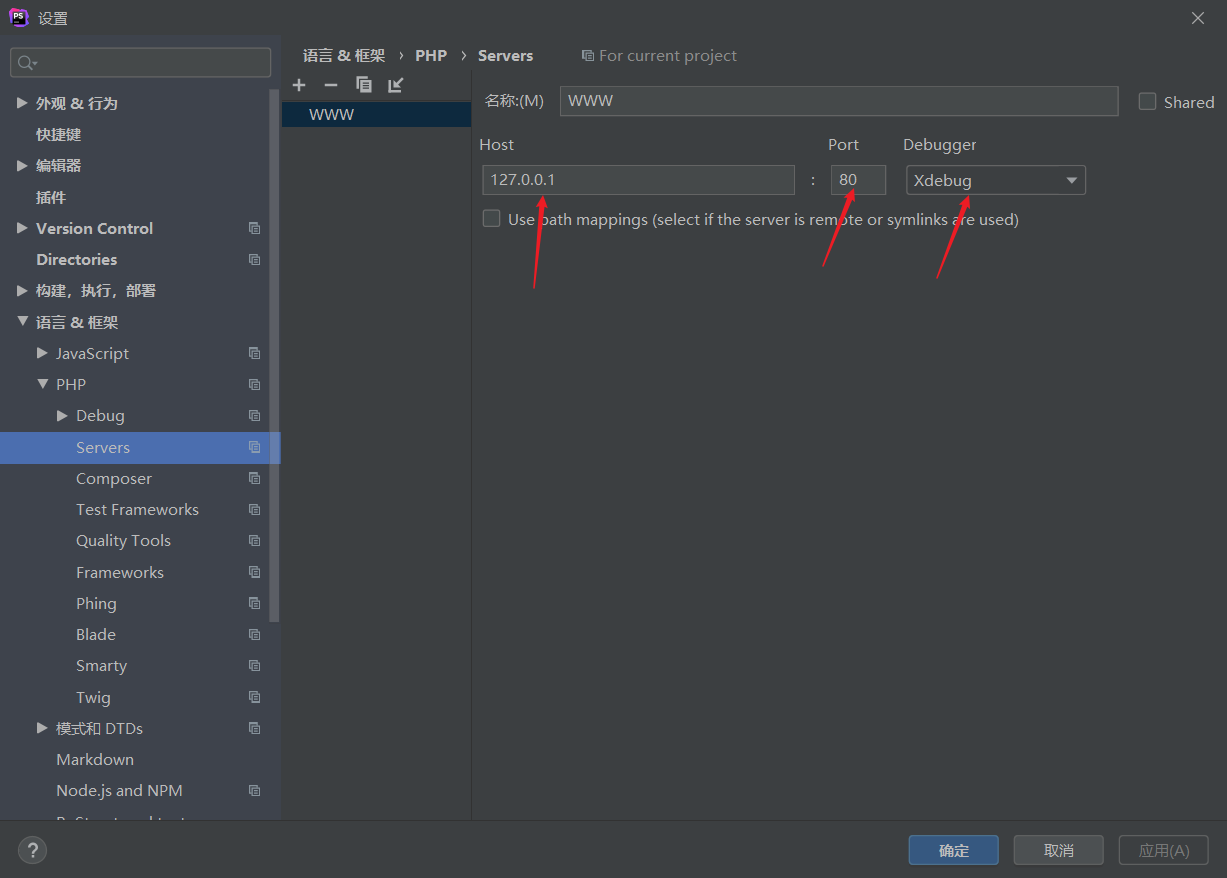 PS
设置
语言 & 框架 › PHP › Servers For current project
外观 & 行为
快捷键
编辑器
插件
Version Control
Directories
构建，执行，部署
语言 & 框架
JavaScript
PHP
Debug
Servers
Composer
Test Frameworks
Quality Tools
Frameworks
Phing
Blade
Smarty
Twig
模式和 DTDs
Markdown
Node.js and NPM
WWW
名称:(M) WWW Shared
Host Port Debugger
127.0.0.1 : 80 Xdebug
Use path mappings (select if the server is remote or symlinks are used)
?
确定 取消 应用(A)